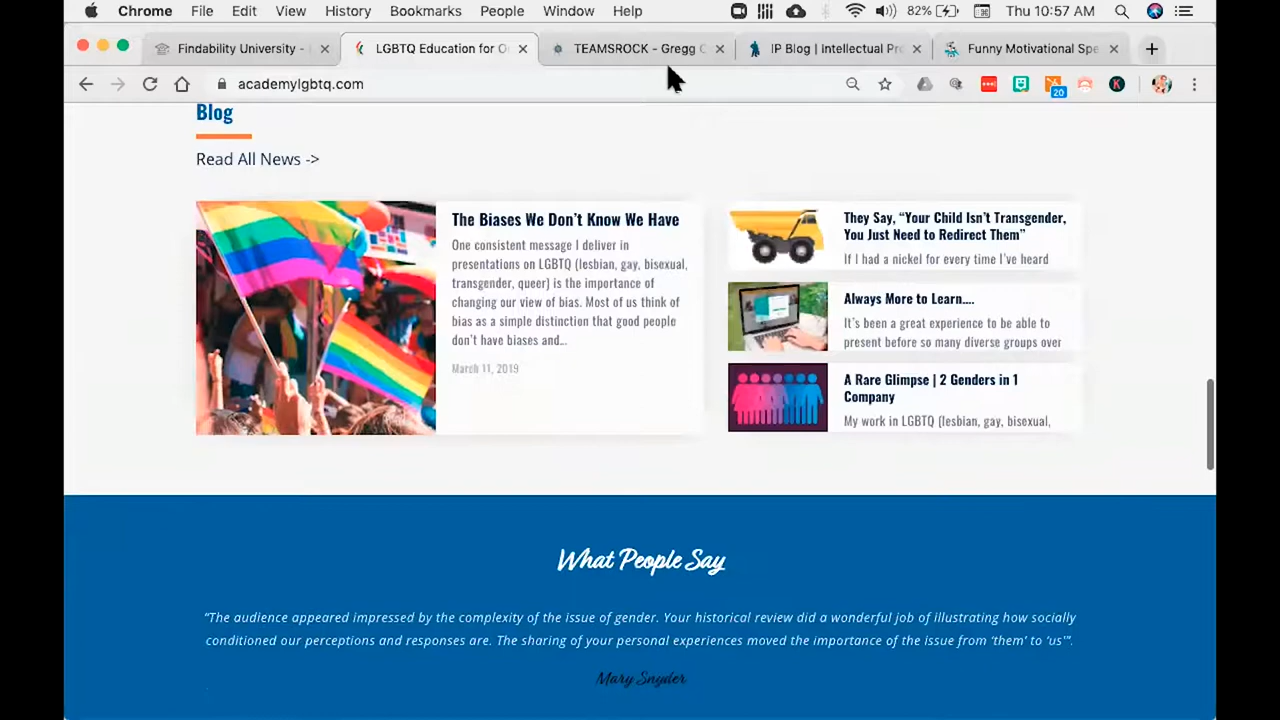 Chrome File Edit View History Bookmarks People Window Help 82% Thu 10:57 AM
Findability University - LGBTQ Education for O TEAMSROCK - Gregg IP Blog | Intellectual Pr Funny Motivational Spe
academylgbtq.com
20
K
Blog
Read All News ->
The Biases We Don't Know We Have
One consistent message I deliver in
presentations on LGBTQ (lesbian, gay, bisexual,
transgender, queer) is the importance of
changing our view of bias. Most of us think of
bias as a simple distinction that good people
don't have biases and...
March 11, 2019
They Say, “Your Child Isn't Transgender,
You Just Need to Redirect Them”
If I had a nickel for every time I've heard
Always More to Learn....
It's been a great experience to be able to
present before so many diverse groups over
A Rare Glimpse | 2 Genders in 1
Company
My work in LGBTQ (lesbian, gay, bisexual,
What People Say
“The audience appeared impressed by the complexity of the issue of gender. Your historical review did a wonderful job of illustrating how socially
conditioned our perceptions and responses are. The sharing of your personal experiences moved the importance of the issue from ‘them’ to ‘us’”.
Mary Snyder